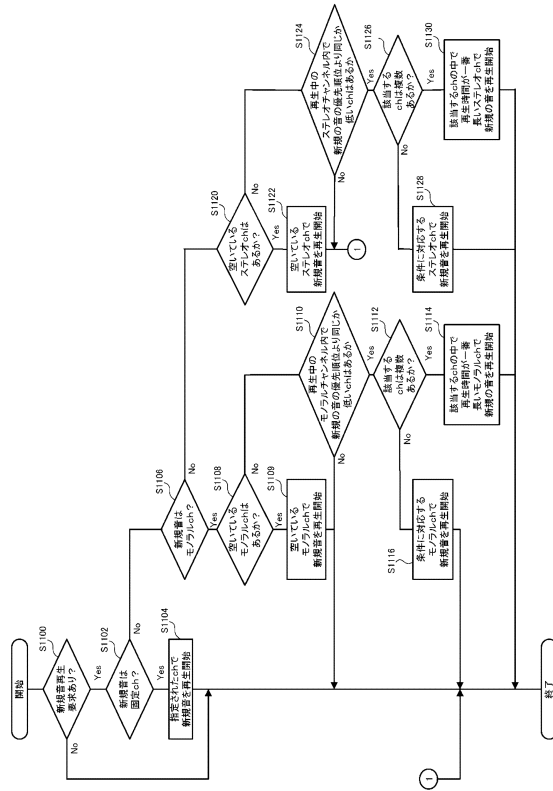 開始
S1100
新規音再生
要求あり？
No
Yes
S1102
新規音は
固定ch？
No
Yes
S1104
指定されたchで
新規音を再生開始
S1106
新規音は
モノラルch？
No
Yes
S1108
空いている
モノラルchは
あるか？
No
Yes
S1109
空いている
モノラルchで
新規音を再生開始
S1110
再生中の
モノラルチャンネル内で
新規の音の優先順位より同じか
低いchはあるか
No
Yes
S1112
該当する
chは複数
あるか？
No
Yes
S1114
該当するchの中で
再生時間が一番
長いモノラルchで
新規の音を再生開始
S1116
条件に対応する
モノラルchで
新規音を再生開始
S1120
空いている
ステレオchは
あるか？
No
Yes
S1122
空いている
ステレオchで
新規音を再生開始
1
S1124
再生中の
ステレオチャンネル内で
新規の音の優先順位より同じか
低いchはあるか
No
Yes
S1126
該当する
chは複数
あるか？
No
Yes
S1128
条件に対応する
ステレオchで
新規音を再生開始
S1130
該当するchの中で
再生時間が一番
長いステレオchで
新規の音を再生開始
1
終了